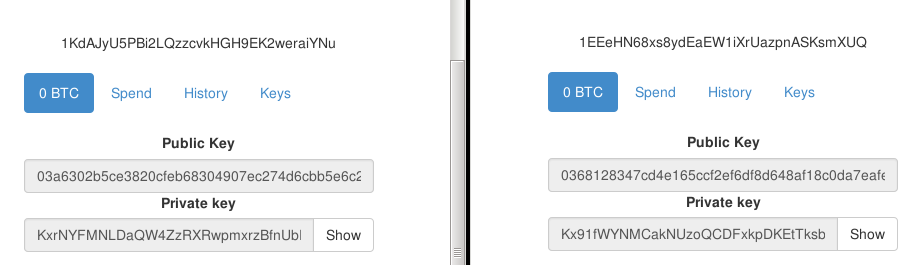 1KdAJyU5PBi2LQzzcvkHGH9EK2weraiYNu
0 BTC Spend History Keys
Public Key
03a6302b5ce3820cfeb68304907ec274d6cbb5e6c2
Private key
KxrNYFMNLDaQW4ZzRXRwpmxrzBfnUbl Show
1EEeHN68xs8ydEaEW1iXrUazpnASKsmXUQ
0 BTC Spend History Keys
Public Key
0368128347cd4e165ccf2ef6df8d648af18c0da7eafe
Private key
Kx91fWYNMCakNUzoQCDFxkpDKEtTksb Show